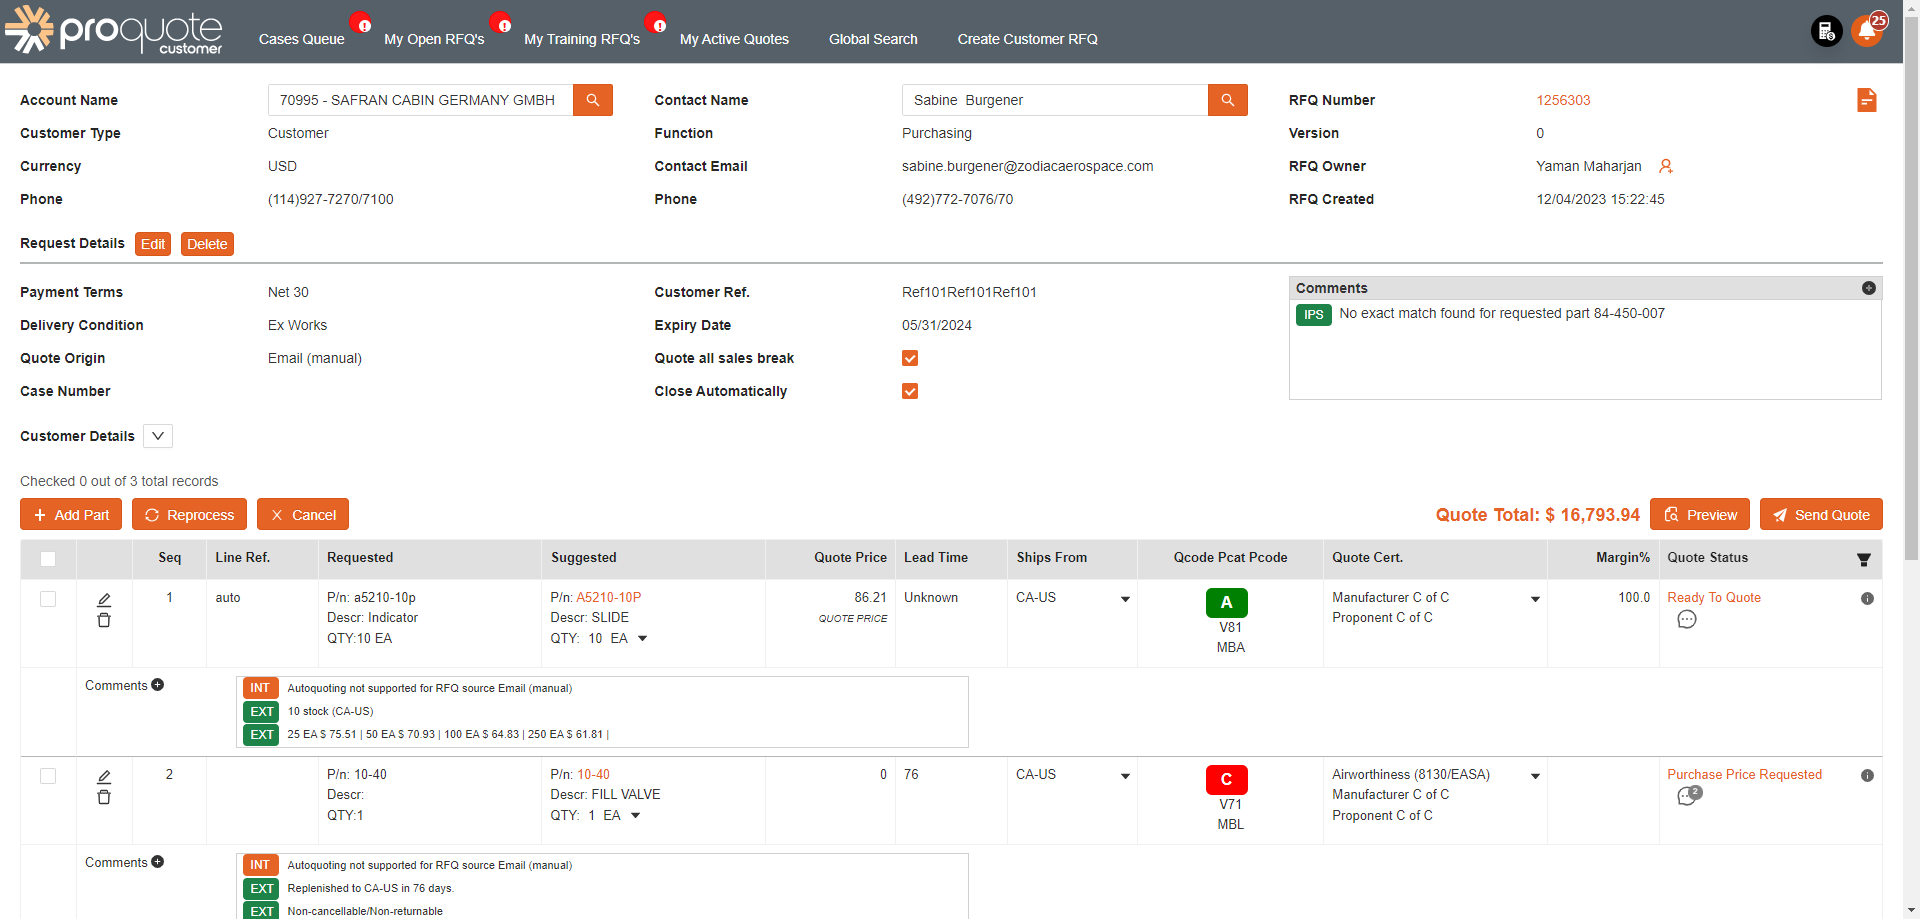 proquote customer
Cases Queue ! My Open RFQ's ! My Training RFQ's ! My Active Quotes Global Search Create Customer RFQ 25
Account Name 70995 - SAFRAN CABIN GERMANY GMBH Contact Name Sabine Burgener RFQ Number 1256303
Customer Type Customer Function Purchasing Version 0
Currency USD Contact Email sabine.burgener@zodiacaerospace.com RFQ Owner Yaman Maharjan
Phone (114)927-7270/7100 Phone (492)772-7076/70 RFQ Created 12/04/2023 15:22:45
Request Details Edit Delete
Payment Terms Net 30 Customer Ref. Ref101Ref101Ref101 Comments
Delivery Condition Ex Works Expiry Date 05/31/2024 IPS No exact match found for requested part 84-450-007
Quote Origin Email (manual) Quote all sales break
Case Number Close Automatically
Customer Details
Checked 0 out of 3 total records
Add Part Reprocess Cancel Quote Total: $ 16,793.94 Preview Send Quote
Seq Line Ref. Requested Suggested Quote Price Lead Time Ships From Qcode Pcat Pcode Quote Cert. Margin% Quote Status
1 auto P/n: a5210-10p P/n: A5210-10P 86.21 Unknown CA-US A Manufacturer C of C 100.0 Ready To Quote
Descr: Indicator Descr: SLIDE QUOTE PRICE V81 Proponent C of C
QTY:10 EA QTY: 10 EA MBA
Comments INT Autoquoting not supported for RFQ source Email (manual)
EXT 10 stock (CA-US)
EXT 25 EA $ 75.51 | 50 EA $ 70.93 | 100 EA $ 64.83 | 250 EA $ 61.81 |
2 P/n: 10-40 P/n: 10-40 0 76 CA-US C Airworthiness (8130/EASA) Purchase Price Requested
Descr: Descr: FILL VALVE V71 Manufacturer C of C 2
QTY:1 QTY: 1 EA MBL Proponent C of C
Comments INT Autoquoting not supported for RFQ source Email (manual)
EXT Replenished to CA-US in 76 days.
EXT Non-cancellable/Non-returnable